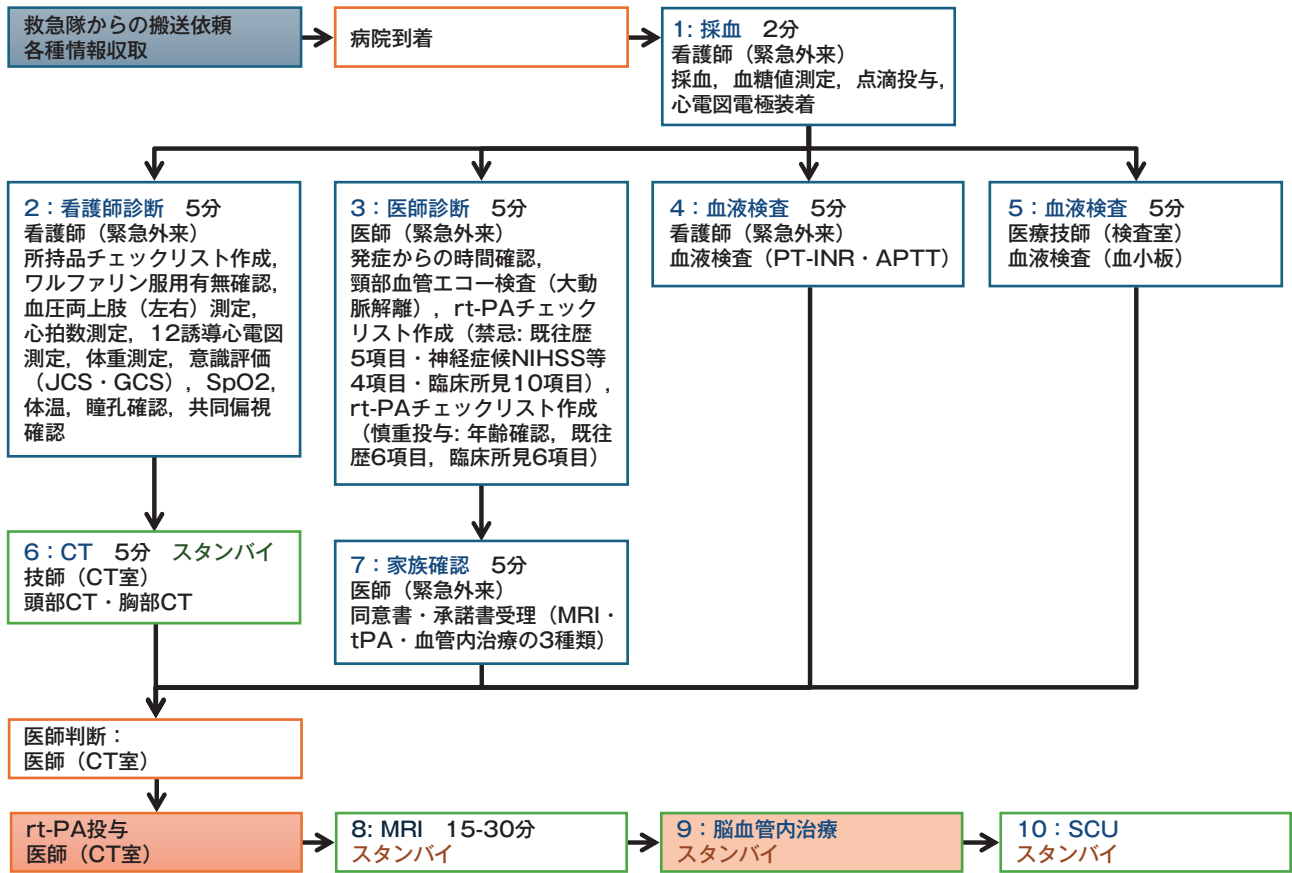 救急隊からの搬送依頼
各種情報収取
病院到着
1: 採血　2分
看護師（緊急外来）
採血，血糖値測定，点滴投与，
心電図電極装着
2：看護師診断　5分
看護師（緊急外来）
所持品チェックリスト作成，
ワルファリン服用有無確認，
血圧両上肢（左右）測定，
心拍数測定，12誘導心電図
測定，体重測定，意識評価
（JCS・GCS），SpO2，
体温，瞳孔確認，共同偏視
確認
3：医師診断　5分
医師（緊急外来）
発症からの時間確認，
頸部血管エコー検査（大動
脈解離），rt-PAチェック
リスト作成（禁忌: 既往歴
5項目・神経症候NIHSS等
4項目・臨床所見10項目），
rt-PAチェックリスト作成
（慎重投与: 年齢確認，既往
歴6項目，臨床所見6項目）
4：血液検査　5分
看護師（緊急外来）
血液検査（PT-INR・APTT）
5：血液検査　5分
医療技師（検査室）
血液検査（血小板）
6：CT　5分　スタンバイ
技師（CT室）
頭部CT・胸部CT
7：家族確認　5分
医師（緊急外来）
同意書・承諾書受理（MRI・
tPA・血管内治療の3種類）
医師判断：
医師（CT室）
rt-PA投与
医師（CT室）
8: MRI　15-30分
スタンバイ
9：脳血管内治療
スタンバイ
10：SCU
スタンバイ